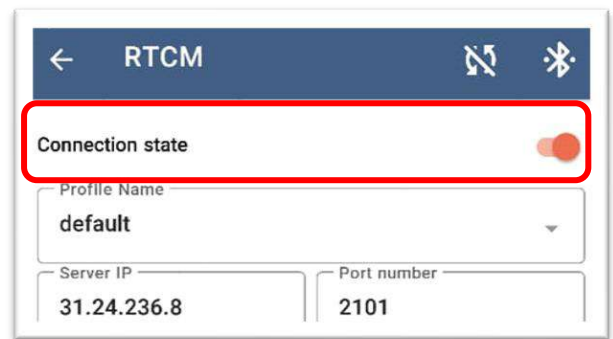 RTCM
Connection state
Profile Name
default
Server IP
Port number
31.24.236.8
2101